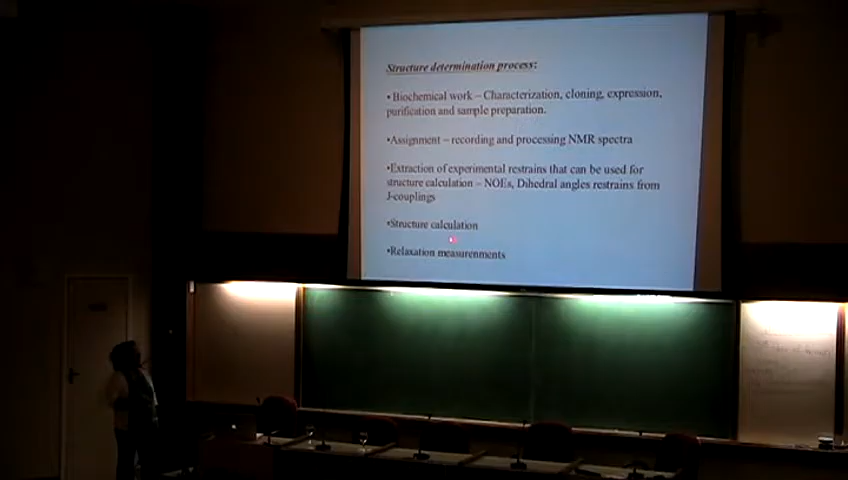 Structure determination process:
• Biochemical work – Characterization, cloning, expression,
purification and sample preparation.
•Assignment – recording and processing NMR spectra
•Extraction of experimental restrains that can be used for
structure calculation – NOEs, Dihedral angles restrains from
J-couplings
•Structure calculation
•Relaxation measurenments